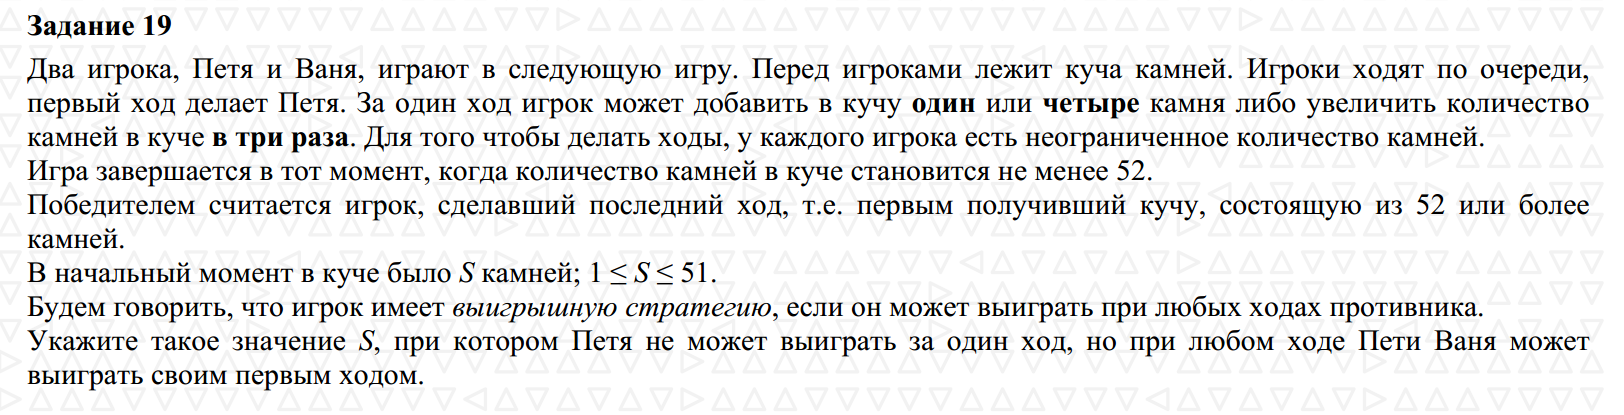 Задание 19
Два игрока, Петя и Ваня, играют в следующую игру. Перед игроками лежит куча камней. Игроки ходят по очереди,
первый ход делает Петя. За один ход игрок может добавить в кучу один или четыре камня либо увеличить количество
камней в куче в три раза. Для того чтобы делать ходы, у каждого игрока есть неограниченное количество камней.
Игра завершается в тот момент, когда количество камней в куче становится не менее 52.
Победителем считается игрок, сделавший последний ход, т.е. первым получивший кучу, состоящую из 52 или более
камней.
В начальный момент в куче было S камней; 1 ≤ S ≤ 51.
Будем говорить, что игрок имеет выигрышную стратегию, если он может выиграть при любых ходах противника.
Укажите такое значение S, при котором Петя не может выиграть за один ход, но при любом ходе Пети Ваня может
выиграть своим первым ходом.